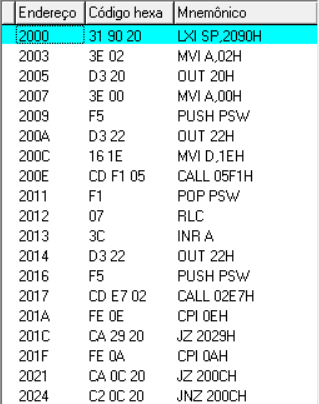 Endereço Código hexa Mnemônico
2000 31 90 20 LXI SP,2090H
2003 3E 02 MVI A,02H
2005 D3 20 OUT 20H
2007 3E 00 MVI A,00H
2009 F5 PUSH PSW
200A D3 22 OUT 22H
200C 16 1E MVI D,1EH
200E CD F1 05 CALL 05F1H
2011 F1 POP PSW
2012 07 RLC
2013 3C INR A
2014 D3 22 OUT 22H
2016 F5 PUSH PSW
2017 CD E7 02 CALL 02E7H
201A FE 0E CPI 0EH
201C CA 29 20 JZ 2029H
201F FE 0A CPI 0AH
2021 CA 0C 20 JZ 200CH
2024 C2 0C 20 JNZ 200CH